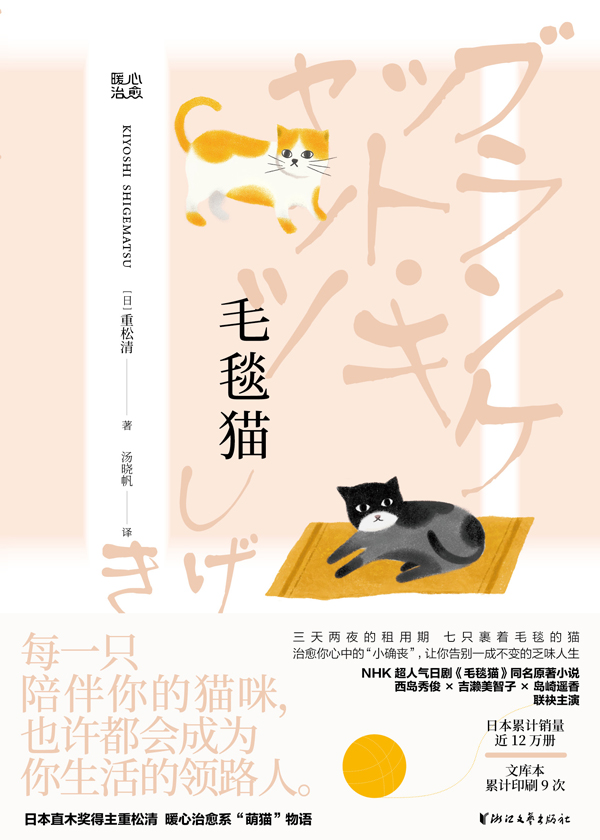 暖心
治愈
KIYOSHI SHIGEMATSU
[日]重松清
著
汤晓帆
译
毛毯猫
ブランケ
ット・キ
ャッツ
しげ
き
每一只
陪伴你的猫咪，
也许都会成为
你生活的领路人。
日本直木奖得主重松清 暖心治愈系“萌猫”物语
三天两夜的租用期 七只裹着毛毯的猫
治愈你心中的“小确丧”，让你告别一成不变的乏味人生
NHK 超人气日剧《毛毯猫》同名原著小说
西岛秀俊 × 吉濑美智子 × 岛崎遥香
联袂主演
日本累计销量
近 12 万册
文库本
累计印刷 9 次
浙江文艺出版社